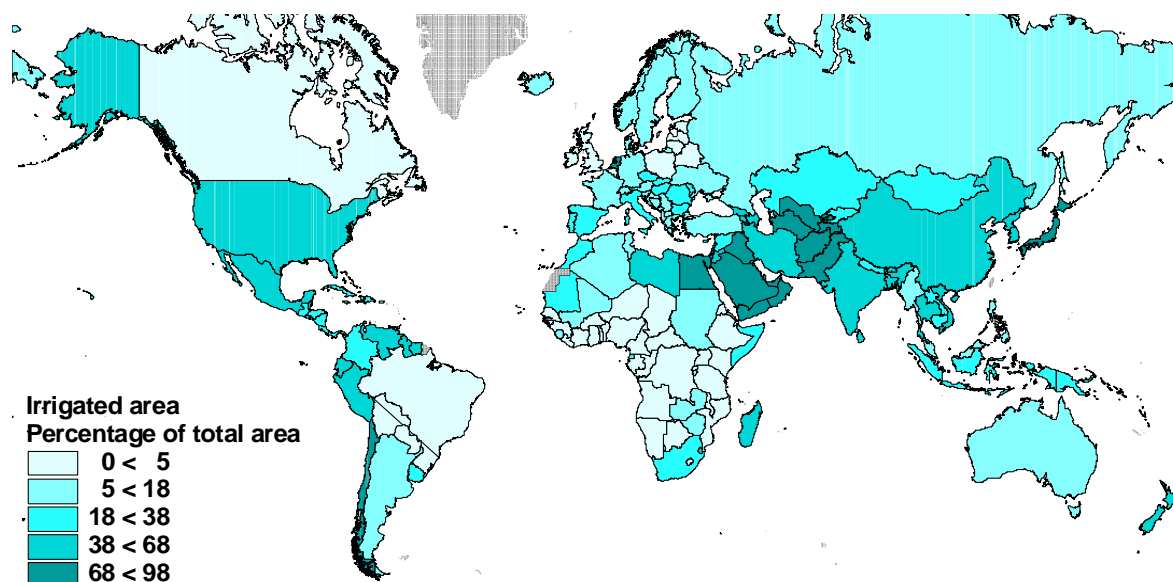 Irrigated area
Percentage of total area
0 < 5
5 < 18
18 < 38
38 < 68
68 < 98